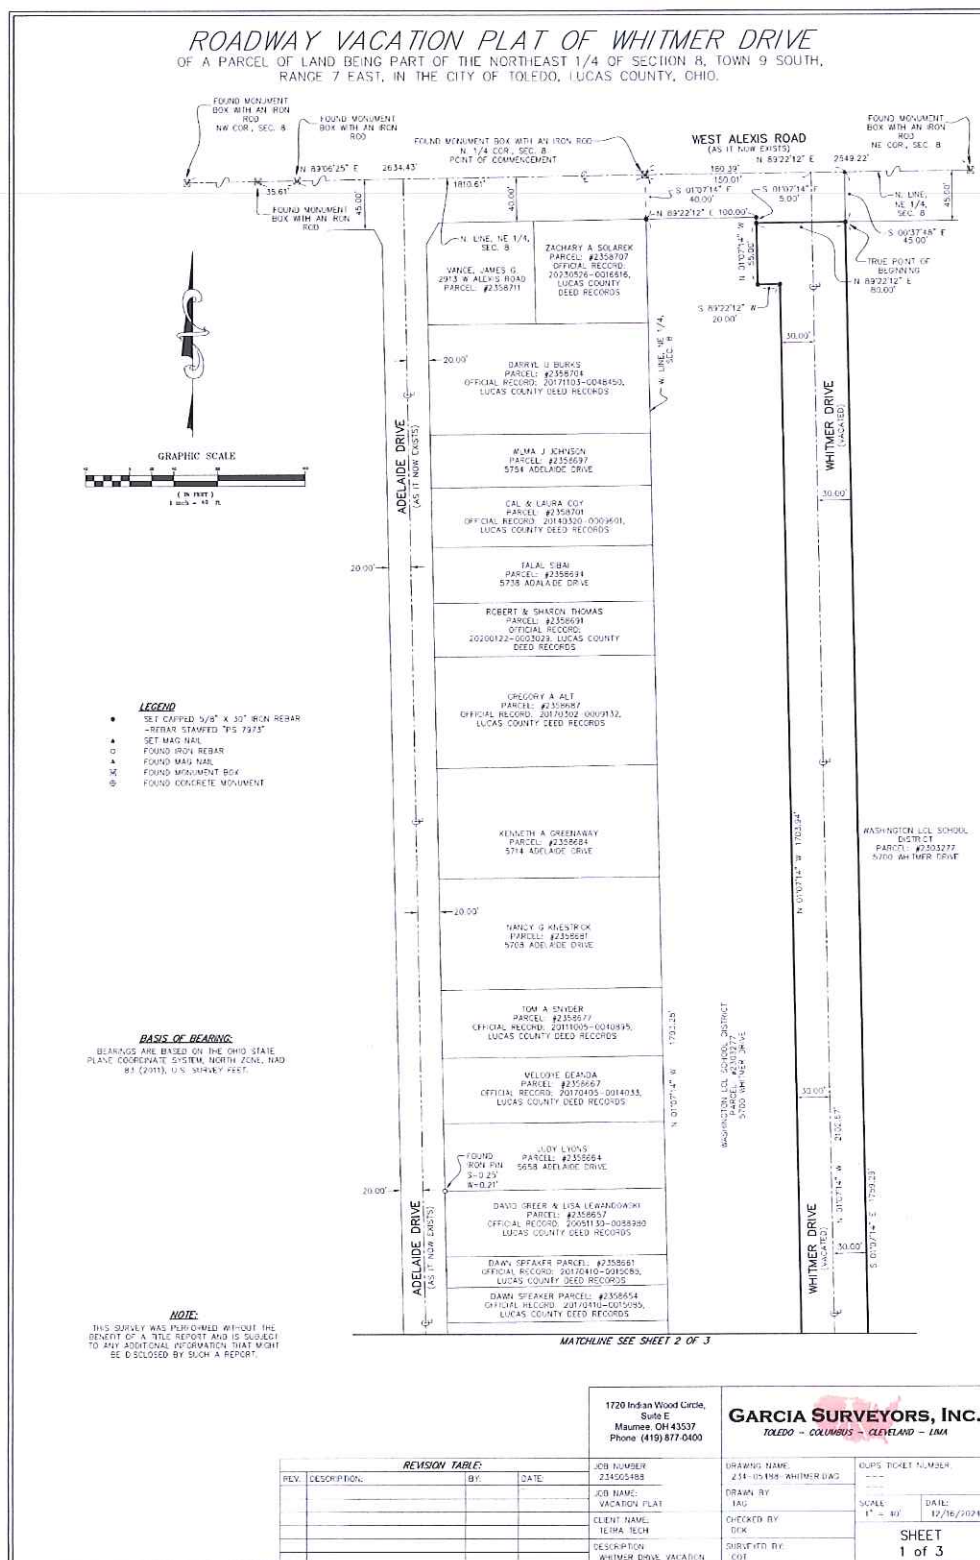 ROADWAY VACATION PLAT OF WHITMER DRIVE
OF A PARCEL OF LAND BEING PART OF THE NORTHEAST 1/4 OF SECTION 8, TOWN 9 SOUTH,
RANGE 7 EAST, IN THE CITY OF TOLEDO, LUCAS COUNTY, OHIO.
FOUND MONUMENT
BOX WITH AN IRON
ROD
NW COR., SEC. 8
FOUND MONUMENT
BOX WITH AN IRON
ROD
FOUND MONUMENT BOX WITH AN IRON ROD
N. 1/4 COR., SEC. 8
POINT OF COMMENCEMENT
WEST ALEXIS ROAD
(AS IT NOW EXISTS)
FOUND MONUMENT
BOX WITH AN IRON
ROD
NE COR., SEC. 8
N 89°06'25" E 2634.43'
N 89°22'12" E 2549.22'
160.39'
150.01'
35.61'
1810.61'
45.00'
40.00'
FOUND MONUMENT
BOX WITH AN IRON
ROD
S 01°07'14" E
40.00'
S 01°07'14" E
5.00'
N. LINE,
NE 1/4,
SEC. 8
45.00'
N 89°22'12" E 100.00'
S 00°37'48" E
45.00'
N. LINE, NE 1/4,
SEC. 8
TRUE POINT OF
BEGINNING
N 89°22'12" E
80.00'
N 01°07'14" W
55.00'
S 89°22'12" W
20.00'
VANCE, JAMES G
2913 W ALEXIS ROAD
PARCEL: #2358711
ZACHARY A SOLAREK
PARCEL: #2358707
OFFICIAL RECORD:
20230526-0016616,
LUCAS COUNTY
DEED RECORDS
W. LINE, NE 1/4,
SEC. 8
30.00'
20.00'
DARRYL D BURKS
PARCEL: #2358704
OFFICIAL RECORD: 20171103-0048450,
LUCAS COUNTY DEED RECORDS
ADELAIDE DRIVE
(AS IT NOW EXISTS)
WHITMER DRIVE
(VACATED)
GRAPHIC SCALE
( IN FEET )
1 inch = 40 ft.
WLMA J JOHNSON
PARCEL: #2358697
5754 ADELAIDE DRIVE
CAL & LAURA COY
PARCEL: #2358701
OFFICIAL RECORD: 20140320-0009601,
LUCAS COUNTY DEED RECORDS
30.00'
20.00'
TALAL SIBAI
PARCEL: #2358694
5738 ADALAIDE DRIVE
ROBERT & SHARON THOMAS
PARCEL: #2358691
OFFICIAL RECORD:
20200122-0003029, LUCAS COUNTY
DEED RECORDS
GREGORY A ALT
PARCEL: #2358687
OFFICIAL RECORD: 20170302-0009132,
LUCAS COUNTY DEED RECORDS
LEGEND
SET CAPPED 5/8" X 30" IRON REBAR
-REBAR STAMPED "PS 7973"
SET MAG NAIL
FOUND IRON REBAR
FOUND MAG NAIL
FOUND MONUMENT BOX
FOUND CONCRETE MONUMENT
KENNETH A GREENAWAY
PARCEL: #2358684
5714 ADELAIDE DRIVE
N 01°07'14" W 1703.94'
WASHINGTON LCL SCHOOL
DISTRICT
PARCEL: #2303277
5700 WHITMER DRIVE
20.00'
NANCY G KNESTRICK
PARCEL: #2358681
5708 ADELAIDE DRIVE
TOM A SNYDER
PARCEL: #2358677
OFFICIAL RECORD: 20111005-0040895,
LUCAS COUNTY DEED RECORDS
BASIS OF BEARING:
BEARINGS ARE BASED ON THE OHIO STATE
PLANE COORDINATE SYSTEM, NORTH ZONE, NAD
83 (2011), U.S. SURVEY FEET.
MELODYE DEANDA
PARCEL: #2358667
OFFICIAL RECORD: 20170405-0014033,
LUCAS COUNTY DEED RECORDS
N 01°07'14" W 1793.25'
WASHINGTON LCL SCHOOL DISTRICT
PARCEL: #2303277
5700 WHITMER DRIVE
30.00'
N 01°07'14" W 2102.67'
JUDY LYONS
PARCEL: #2358664
5658 ADELAIDE DRIVE
FOUND
IRON PIN
S-0.25'
W-0.21'
20.00'
DAVID GREER & LISA LEWANDOWSKI
PARCEL: #2358657
OFFICIAL RECORD: 20051130-0088980
LUCAS COUNTY DEED RECORDS
ADELAIDE DRIVE
(AS IT NOW EXISTS)
WHITMER DRIVE
(VACATED)
30.00'
S 01°07'14" E 1759.29'
DAWN SPEAKER PARCEL: #2358661
OFFICIAL RECORD: 20170410-0015085,
LUCAS COUNTY DEED RECORDS
DAWN SPEAKER PARCEL: #2358654
OFFICIAL RECORD: 20170410-0015085,
LUCAS COUNTY DEED RECORDS
NOTE:
THIS SURVEY WAS PERFORMED WITHOUT THE
BENEFIT OF A TITLE REPORT AND IS SUBJECT
TO ANY ADDITIONAL INFORMATION THAT MIGHT
BE DISCLOSED BY SUCH A REPORT.
MATCHLINE SEE SHEET 2 OF 3
1720 Indian Wood Circle,
Suite E
Maumee, OH 43537
Phone: (419) 877-0400
GARCIA SURVEYORS, INC.
TOLEDO - COLUMBUS - CLEVELAND - LIMA
REVISION TABLE:
REV. DESCRIPTION: BY: DATE:
JOB NUMBER:
234505488
DRAWING NAME:
234-05488-WHITMER.DWG
OUPS TICKET NUMBER:
---
---
JOB NAME:
VACATION PLAT
DRAWN BY:
TAG
SCALE:
1" = 40'
DATE:
12/16/2024
CLIENT NAME:
TETRA TECH
CHECKED BY:
DCK
SHEET
1 of 3
DESCRIPTION:
WHITMER DRIVE VACATION
SURVEYED BY:
CGT